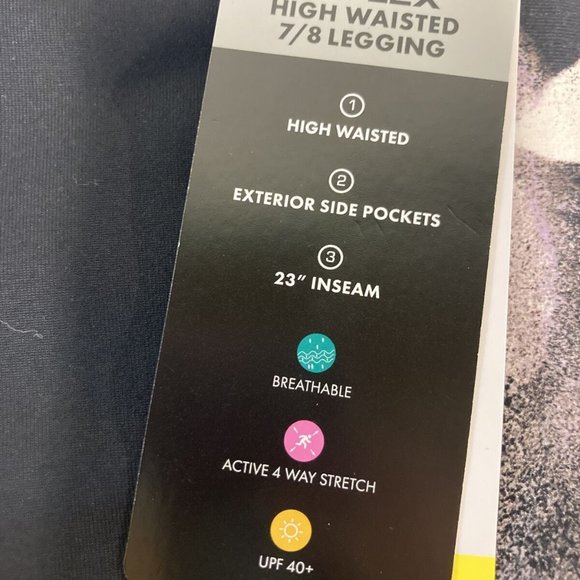 HIGH WAISTED
7/8 LEGGING
1
HIGH WAISTED
2
EXTERIOR SIDE POCKETS
3
23" INSEAM
BREATHABLE
ACTIVE 4 WAY STRETCH
UPF 40+